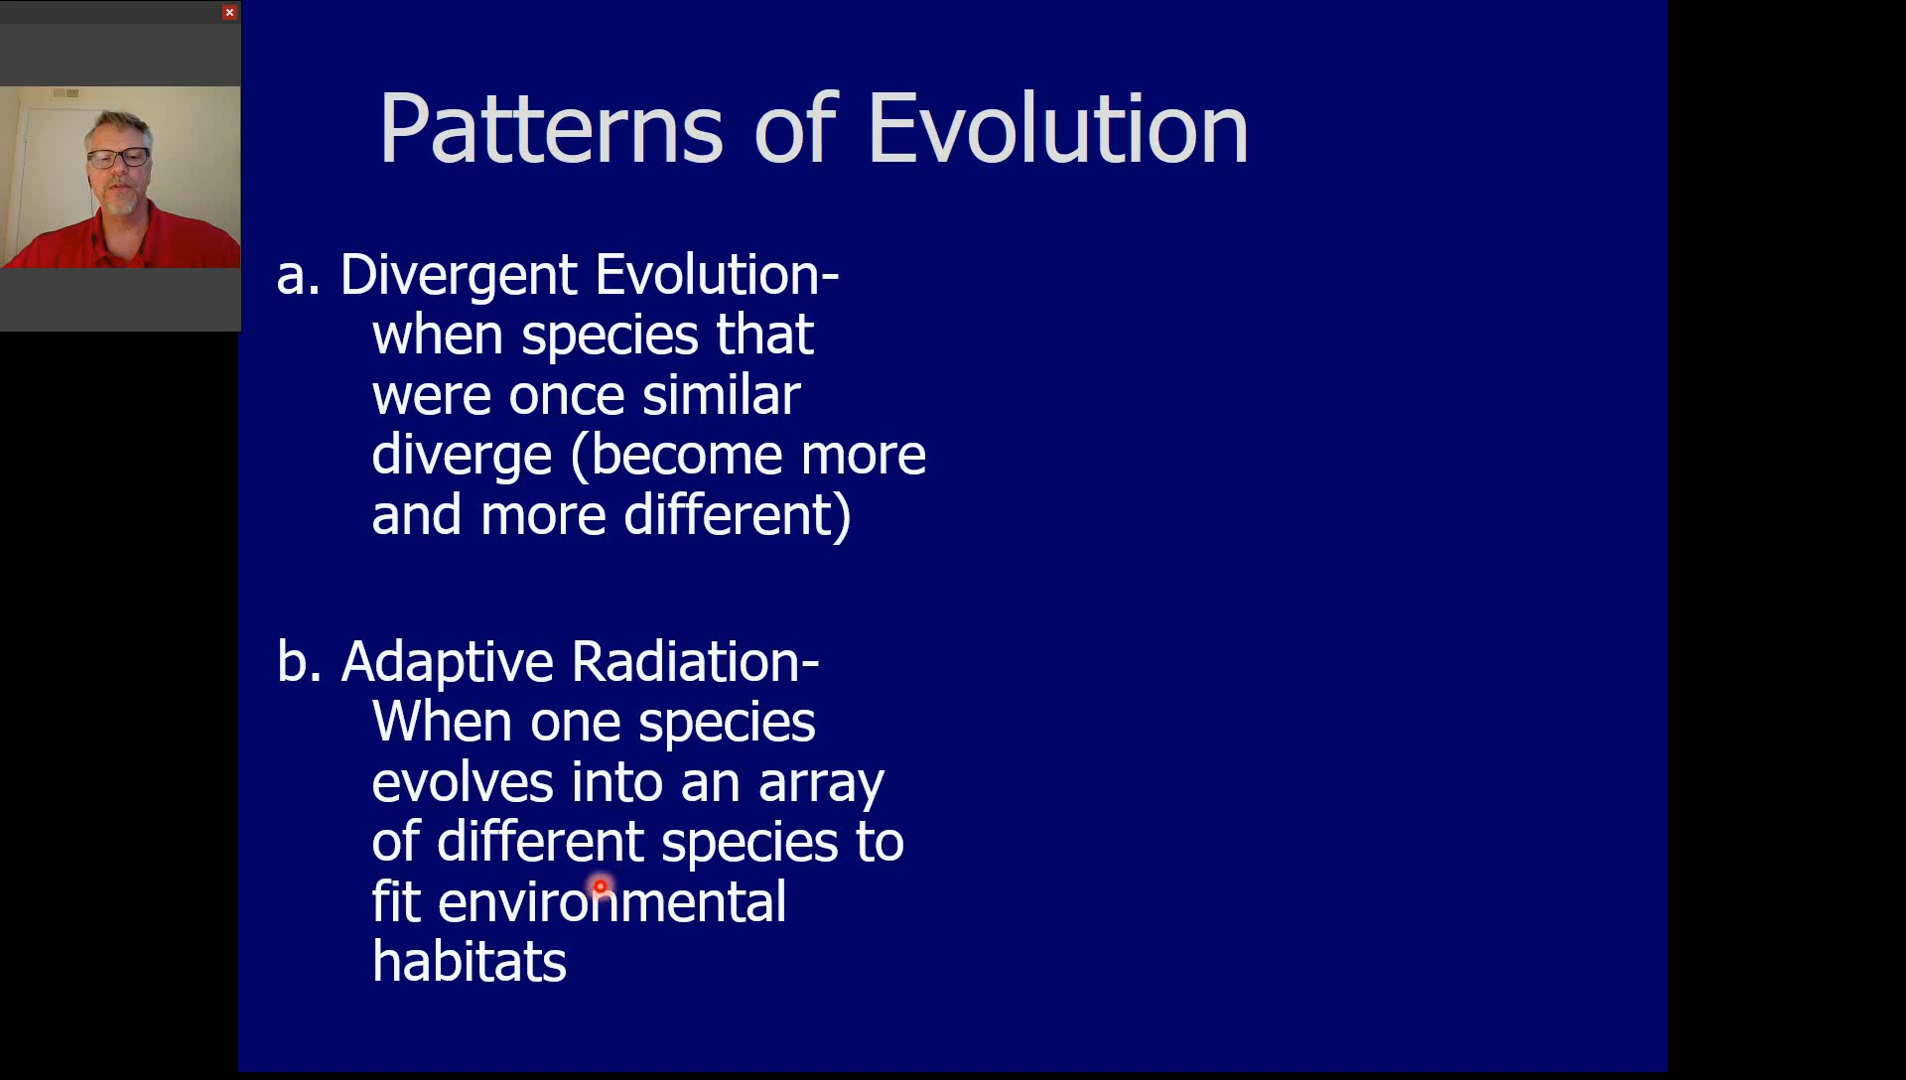 Patterns of Evolution
a. Divergent Evolution-
when species that
were once similar
diverge (become more
and more different)
b. Adaptive Radiation-
When one species
evolves into an array
of different species to
fit environmental
habitats